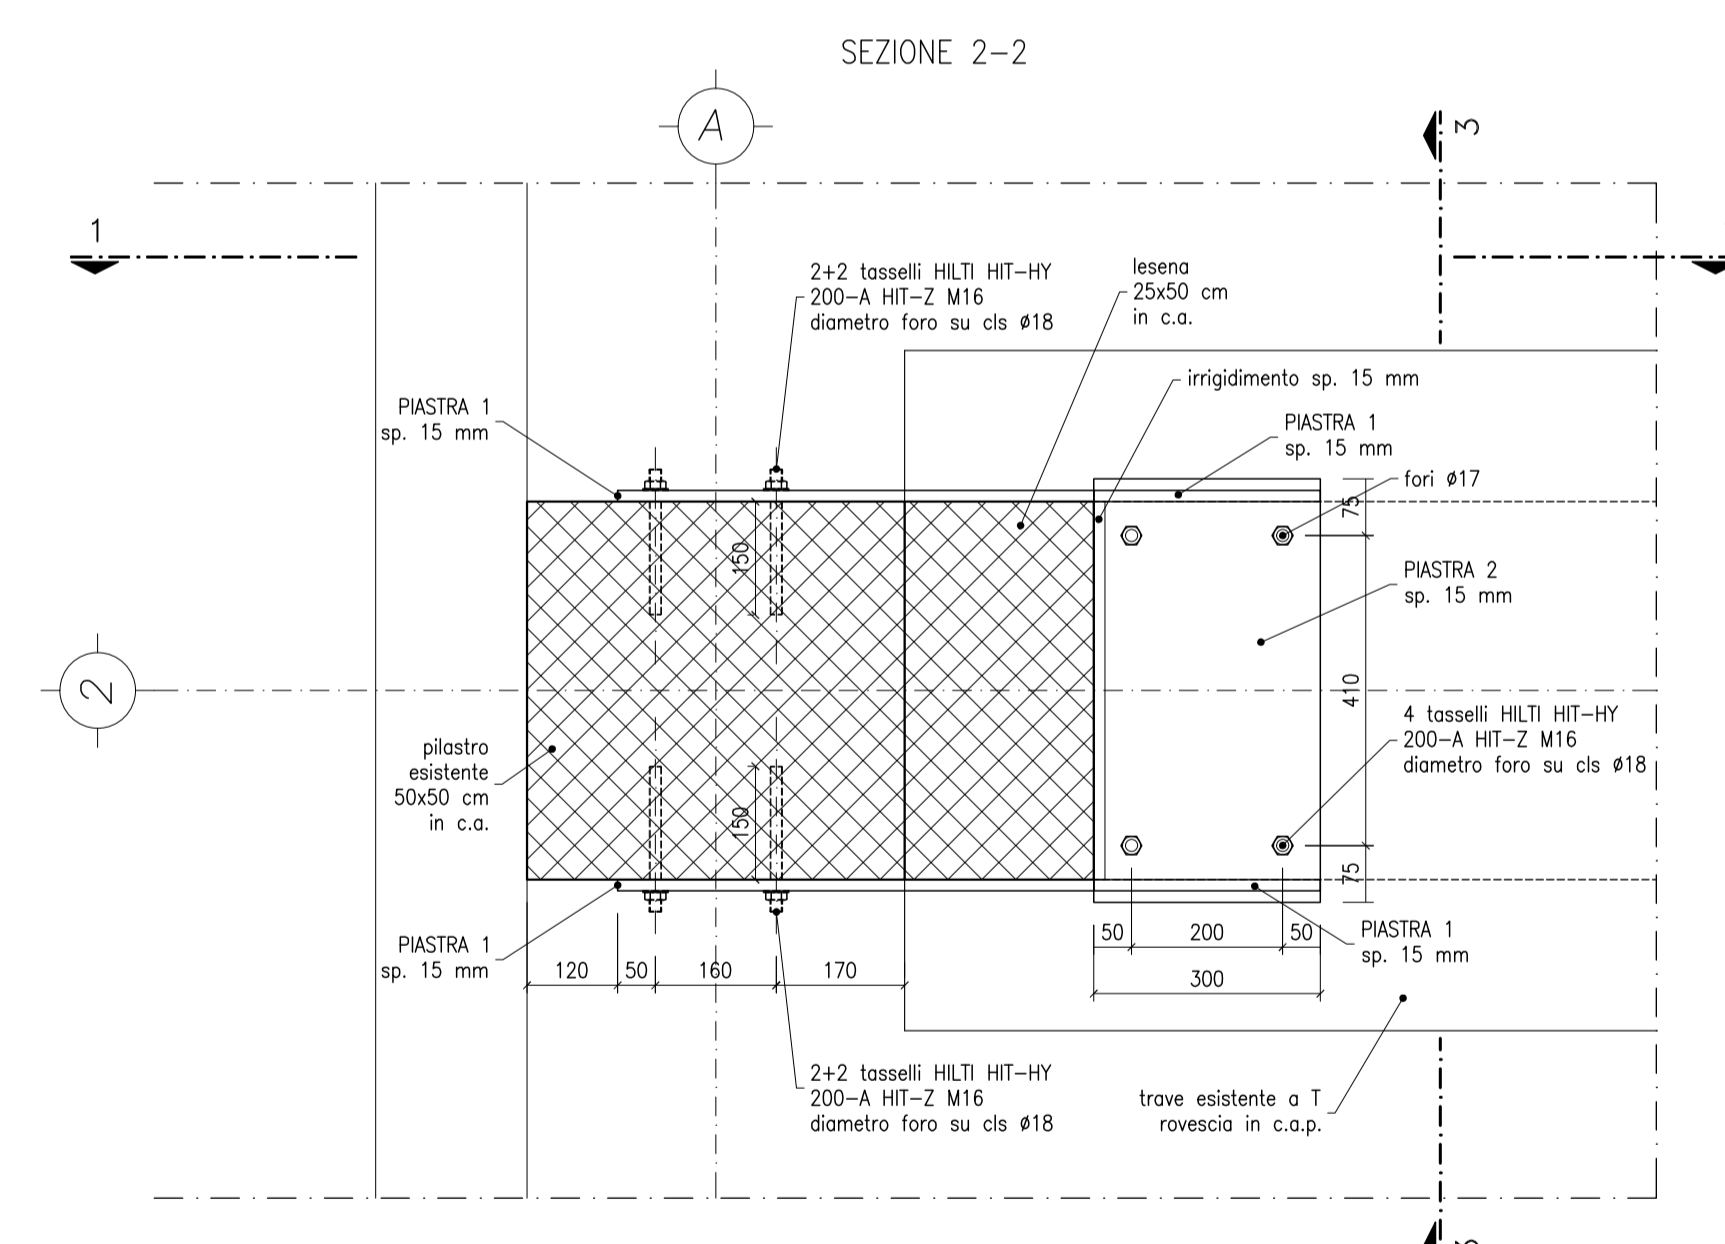 SEZIONE 2-2
A
3
1
2+2 tasselli HILTI HIT-HY
200-A HIT-Z M16
diametro foro su cls ø18
lesena
25x50 cm
in c.a.
irrigidimento sp. 15 mm
PIASTRA 1
sp. 15 mm
PIASTRA 1
sp. 15 mm
fori ø17
75
150
PIASTRA 2
sp. 15 mm
2
410
4 tasselli HILTI HIT-HY
200-A HIT-Z M16
diametro foro su cls ø18
pilastro
esistente
50x50 cm
in c.a.
150
75
PIASTRA 1
sp. 15 mm
50
200
50
PIASTRA 1
sp. 15 mm
120
50
160
170
300
2+2 tasselli HILTI HIT-HY
200-A HIT-Z M16
diametro foro su cls ø18
trave esistente a T
rovescia in c.a.p.